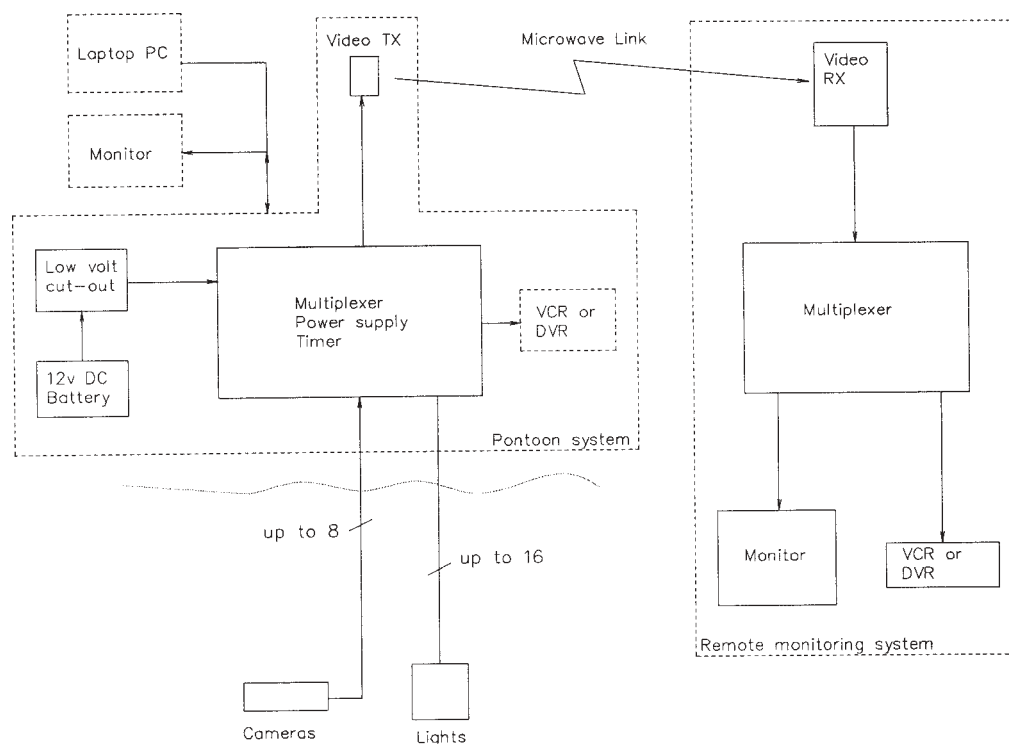 Laptop PC
Monitor
Video TX
Microwave Link
Video
RX
Low volt
cut-out
12v DC
Battery
Multiplexer
Power supply
Timer
VCR or
DVR
Pontoon system
Multiplexer
up to 8
up to 16
Monitor
VCR or
DVR
Remote monitoring system
Cameras
Lights